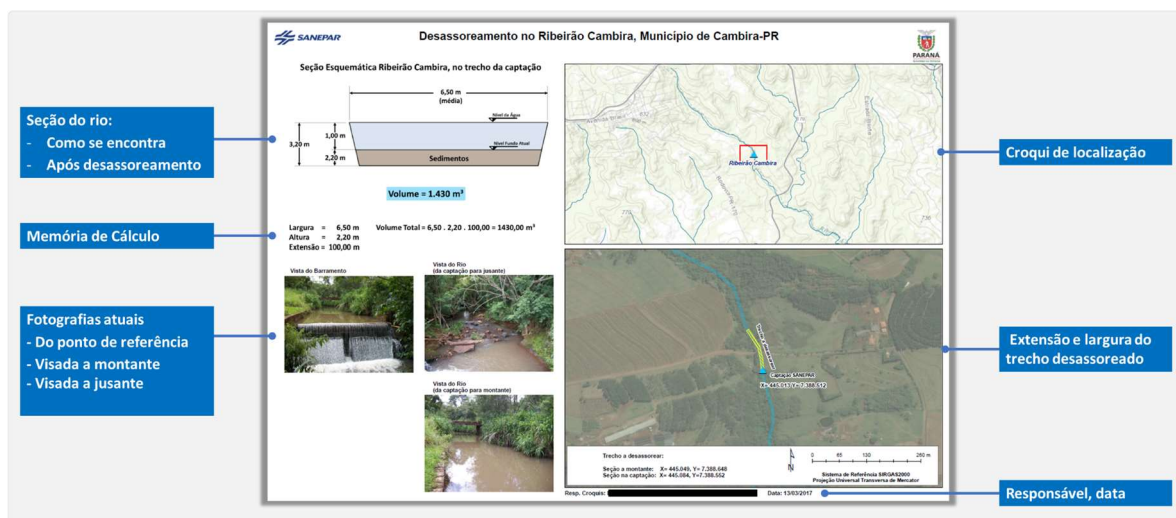 Seção do rio:
- Como se encontra
- Após desassoreamento
Memória de Cálculo
Fotografias atuais
- Do ponto de referência
- Visada a montante
- Visada a jusante
SANEPAR
Desassoreamento no Ribeirão Cambira, Município de Cambira-PR
PARANÁ
Seção Esquemática Ribeirão Cambira, no trecho da captação
6,50 m
(média)
Nível da Água
1,00 m
3,20 m
Nível Fundo Atual
2,20 m
Sedimentos
Volume = 1.430 m³
Largura = 6,50 m
Altura = 2,20 m
Extensão = 100,00 m
Volume Total = 6,50 . 2,20 . 100,00 = 1430,00 m³
Vista do Barramento
Vista do Rio
(da captação para jusante)
Vista do Rio
(da captação para montante)
Ribeirão Cambira
Captação SANEPAR
Trecho a desassorear:
Seção a montante: X= 445.049, Y= 7.388.648
Seção na captação: X= 445.084, Y=7.388.552
N
0 65 130 260 m
Sistema de Referência SIRGAS2000
Projeção Universal Transversa de Mercator
Resp. Croquis:
Data: 13/03/2017
Croqui de localização
Extensão e largura do
trecho desassoreado
Responsável, data